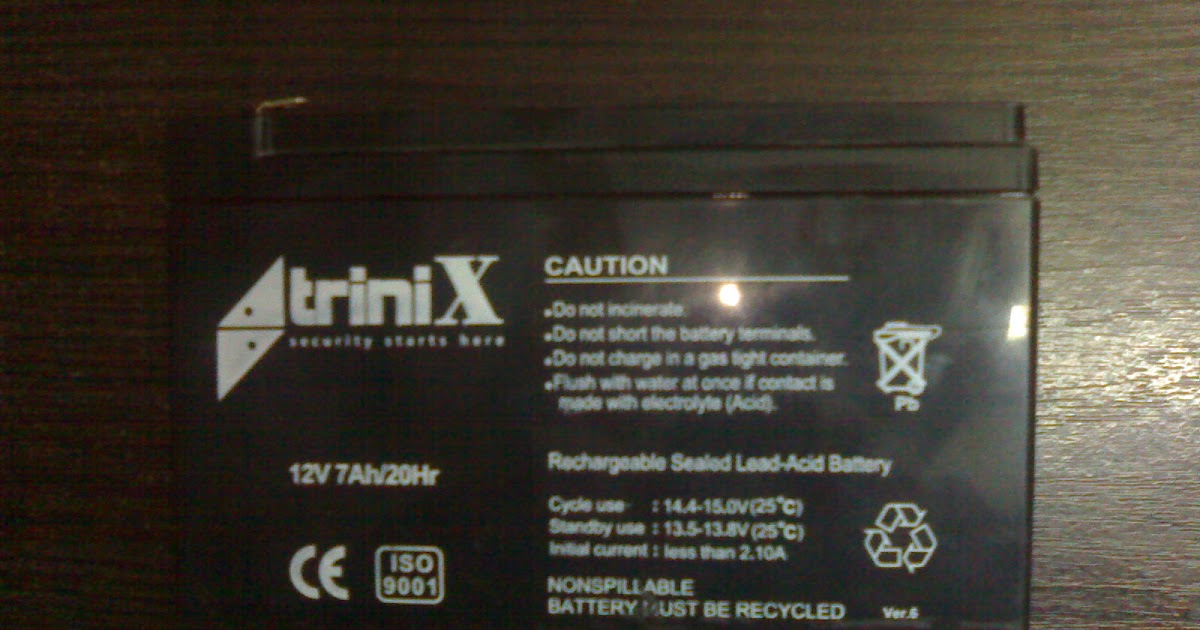 triniX
security starts here
12V 7Ah/20Hr
CE
ISO
9001
CAUTION
•Do not incinerate.
•Do not short the battery terminals.
•Do not charge in a gas tight container.
•Flush with water at once if contact is
made with electrolyte (Acid).
Pb
Rechargeable Sealed Lead-Acid Battery
Cycle use : 14.4-15.0V(25°C)
Standby use : 13.5-13.8V(25°C)
Initial current : less than 2.10A
NONSPILLABLE
BATTERY MUST BE RECYCLED
Ver.6